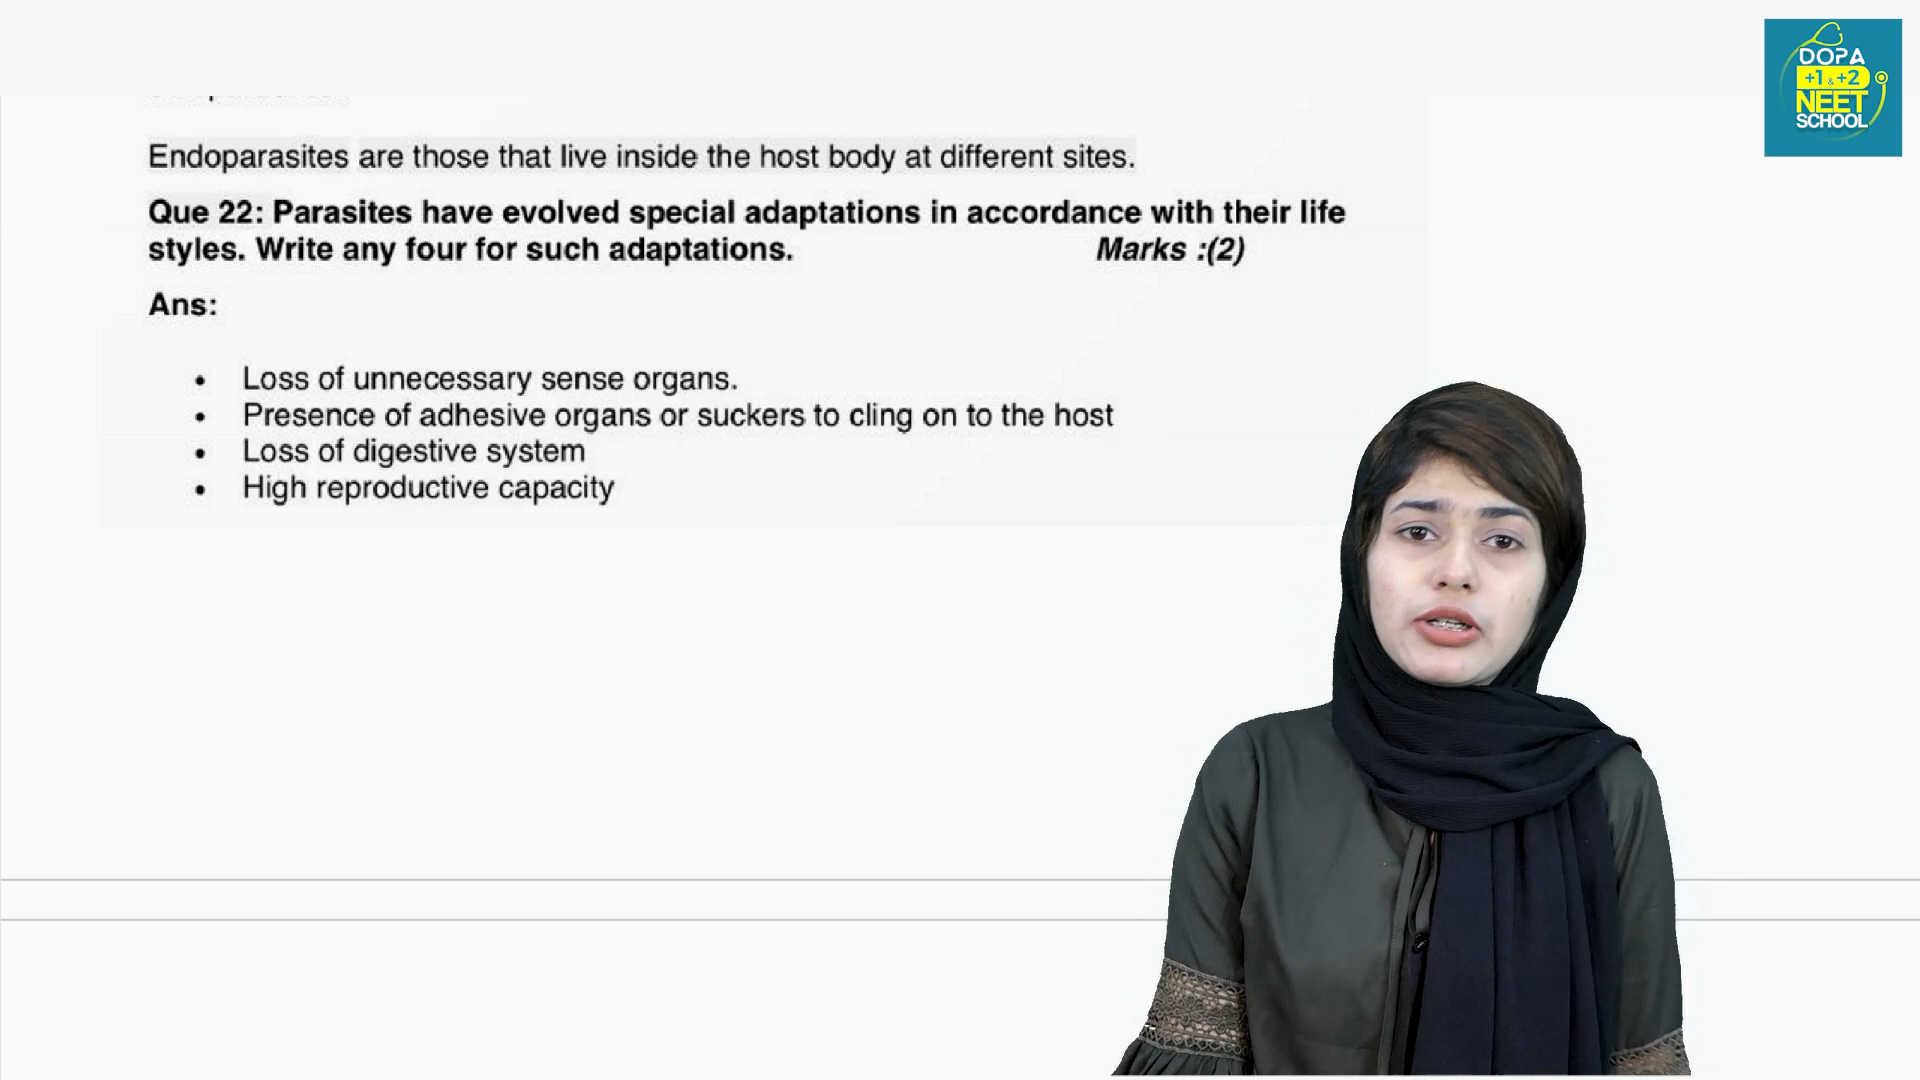 DOPA
+1 & +2
NEET
SCHOOL
Endoparasites are those that live inside the host body at different sites.
Que 22: Parasites have evolved special adaptations in accordance with their life
styles. Write any four for such adaptations. Marks :(2)
Ans:
• Loss of unnecessary sense organs.
• Presence of adhesive organs or suckers to cling on to the host
• Loss of digestive system
• High reproductive capacity